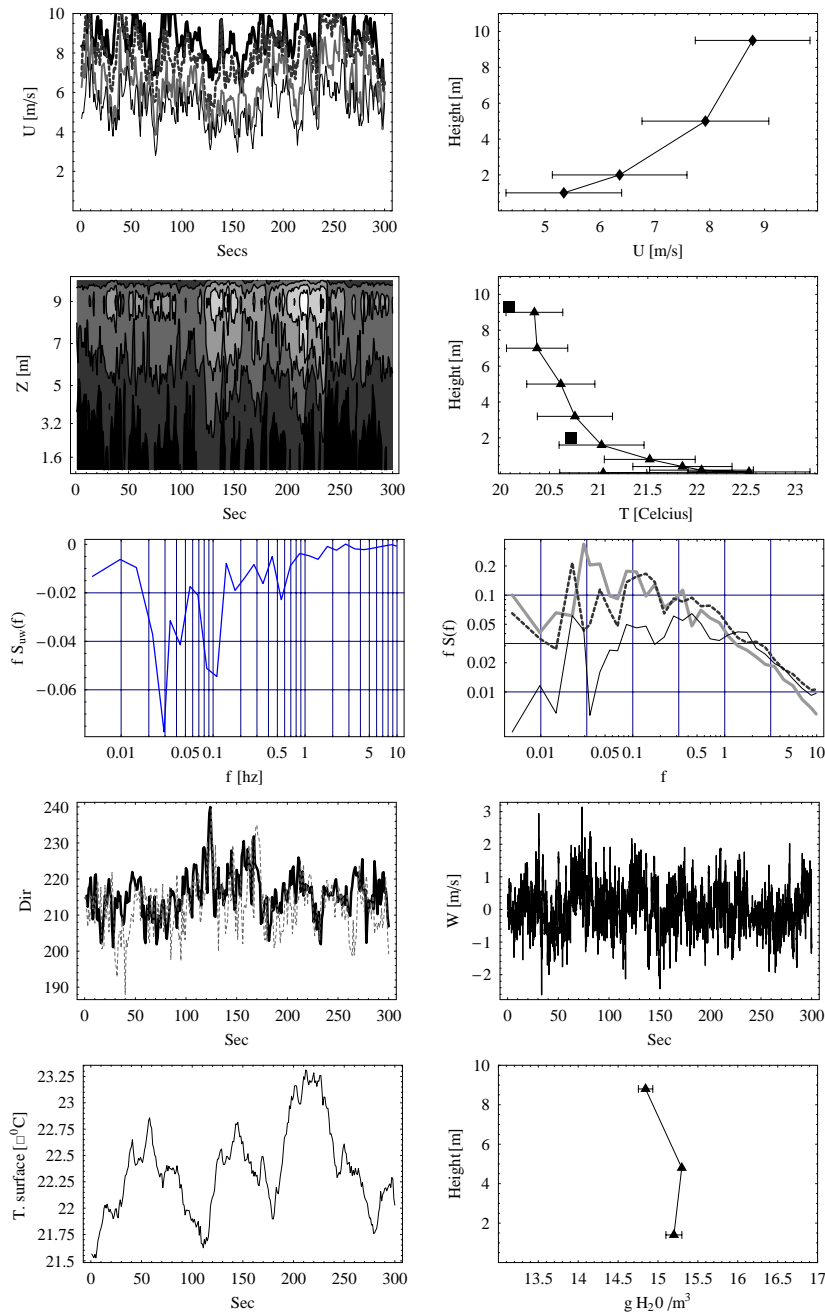 10
8
6
4
2
U [m/s]
0 50 100 150 200 250 300
Secs
10
8
6
4
2
Height [m]
5 6 7 8 9
U [m/s]
9
7
5
3.2
1.6
Z [m]
0 50 100 150 200 250 300
Sec
10
8
6
4
2
Height [m]
20 20.5 21 21.5 22 22.5 23
T [Celcius]
0
−0.02
−0.04
−0.06
f Suw(f)
0.01 0.05 0.1 0.5 1 5 10
f [hz]
0.2
0.1
0.05
0.02
0.01
f S(f)
0.01 0.05 0.1 0.5 1 5 10
f
240
230
220
210
200
190
Dir
0 50 100 150 200 250 300
Sec
3
2
1
0
−1
−2
W [m/s]
0 50 100 150 200 250 300
Sec
23.25
23
22.75
22.5
22.25
22
21.75
21.5
T. surface [□⁰C]
0 50 100 150 200 250 300
Sec
10
8
6
4
2
Height [m]
13.5 14 14.5 15 15.5 16 16.5 17
g H₂0 /m³